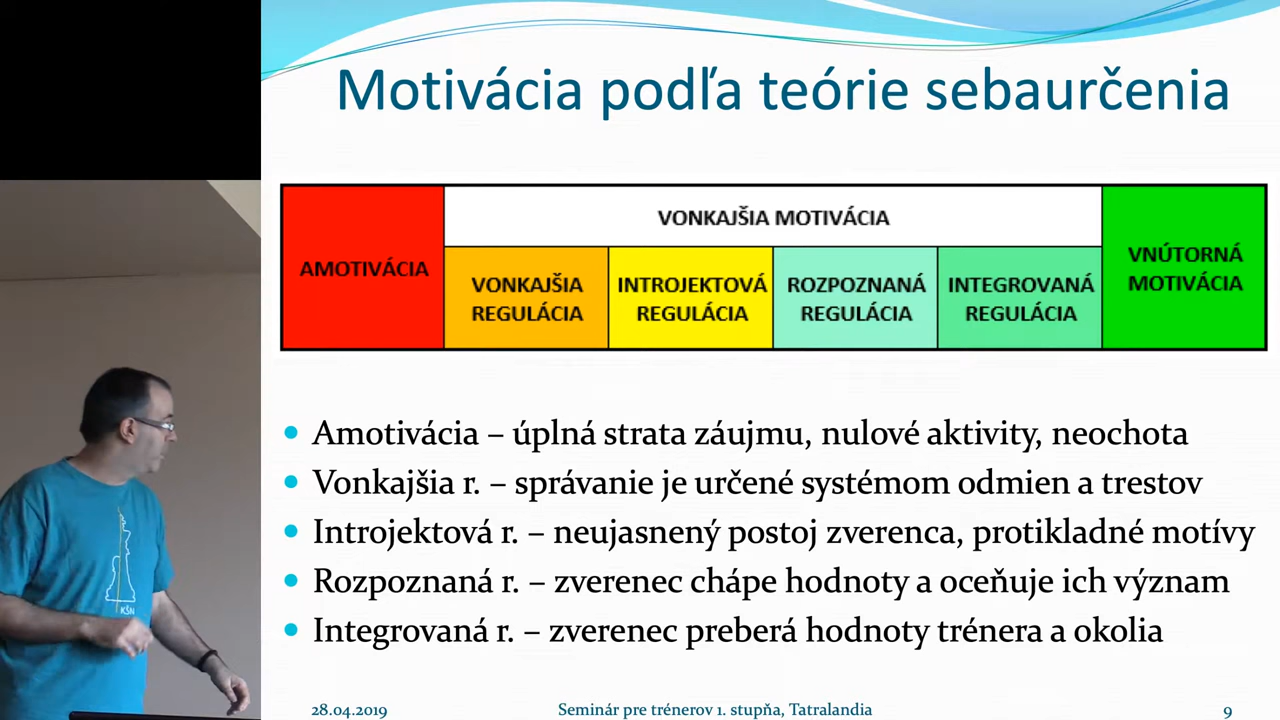 Motivácia podľa teórie sebaurčenia
AMOTIVÁCIA
VONKAJŠIA MOTIVÁCIA
VONKAJŠIA
REGULÁCIA
INTROJEKTOVÁ
REGULÁCIA
ROZPOZNANÁ
REGULÁCIA
INTEGROVANÁ
REGULÁCIA
VNÚTORNÁ
MOTIVÁCIA
Amotivácia – úplná strata záujmu, nulové aktivity, neochota
Vonkajšia r. – správanie je určené systémom odmien a trestov
Introjektová r. – neujasnený postoj zverenca, protikladné motívy
Rozpoznaná r. – zverenec chápe hodnoty a oceňuje ich význam
Integrovaná r. – zverenec preberá hodnoty trénera a okolia
KŠN
28.04.2019
Seminár pre trénerov 1. stupňa, Tatralandia
9